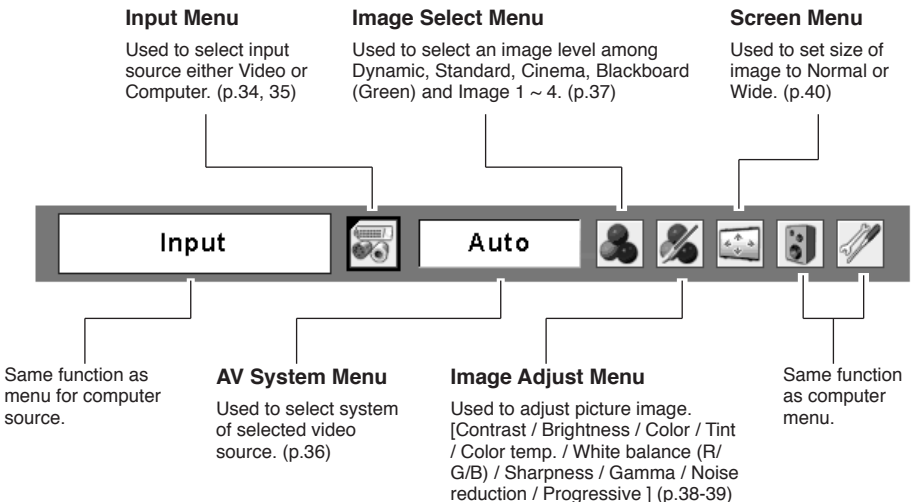 Input Menu
Used to select input
source either Video or
Computer. (p.34, 35)
Image Select Menu
Used to select an image level among
Dynamic, Standard, Cinema, Blackboard
(Green) and Image 1 ~ 4. (p.37)
Screen Menu
Used to set size of
image to Normal or
Wide. (p.40)
Input
Auto
Same function as
menu for computer
source.
AV System Menu
Used to select system
of selected video
source. (p.36)
Image Adjust Menu
Used to adjust picture image.
[Contrast / Brightness / Color / Tint
/ Color temp. / White balance (R/
G/B) / Sharpness / Gamma / Noise
reduction / Progressive ] (p.38-39)
Same function
as computer
menu.